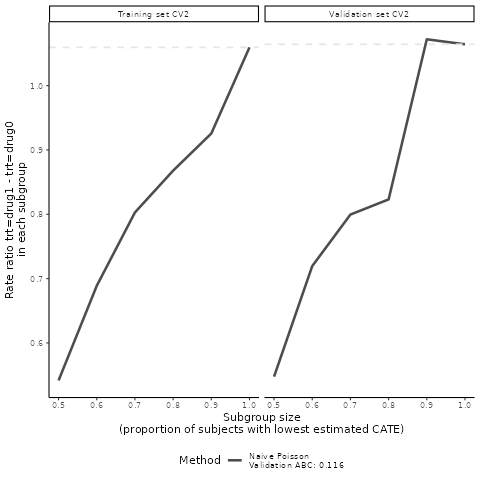 Training set CV2
Validation set CV2
Rate ratio trt=drug1 - trt=drug0
in each subgroup
1.0
0.9
0.8
0.7
0.6
0.5 0.6 0.7 0.8 0.9 1.0
0.5 0.6 0.7 0.8 0.9 1.0
Subgroup size
(proportion of subjects with lowest estimated CATE)
Method
Naive Poisson
Validation ABC: 0.116